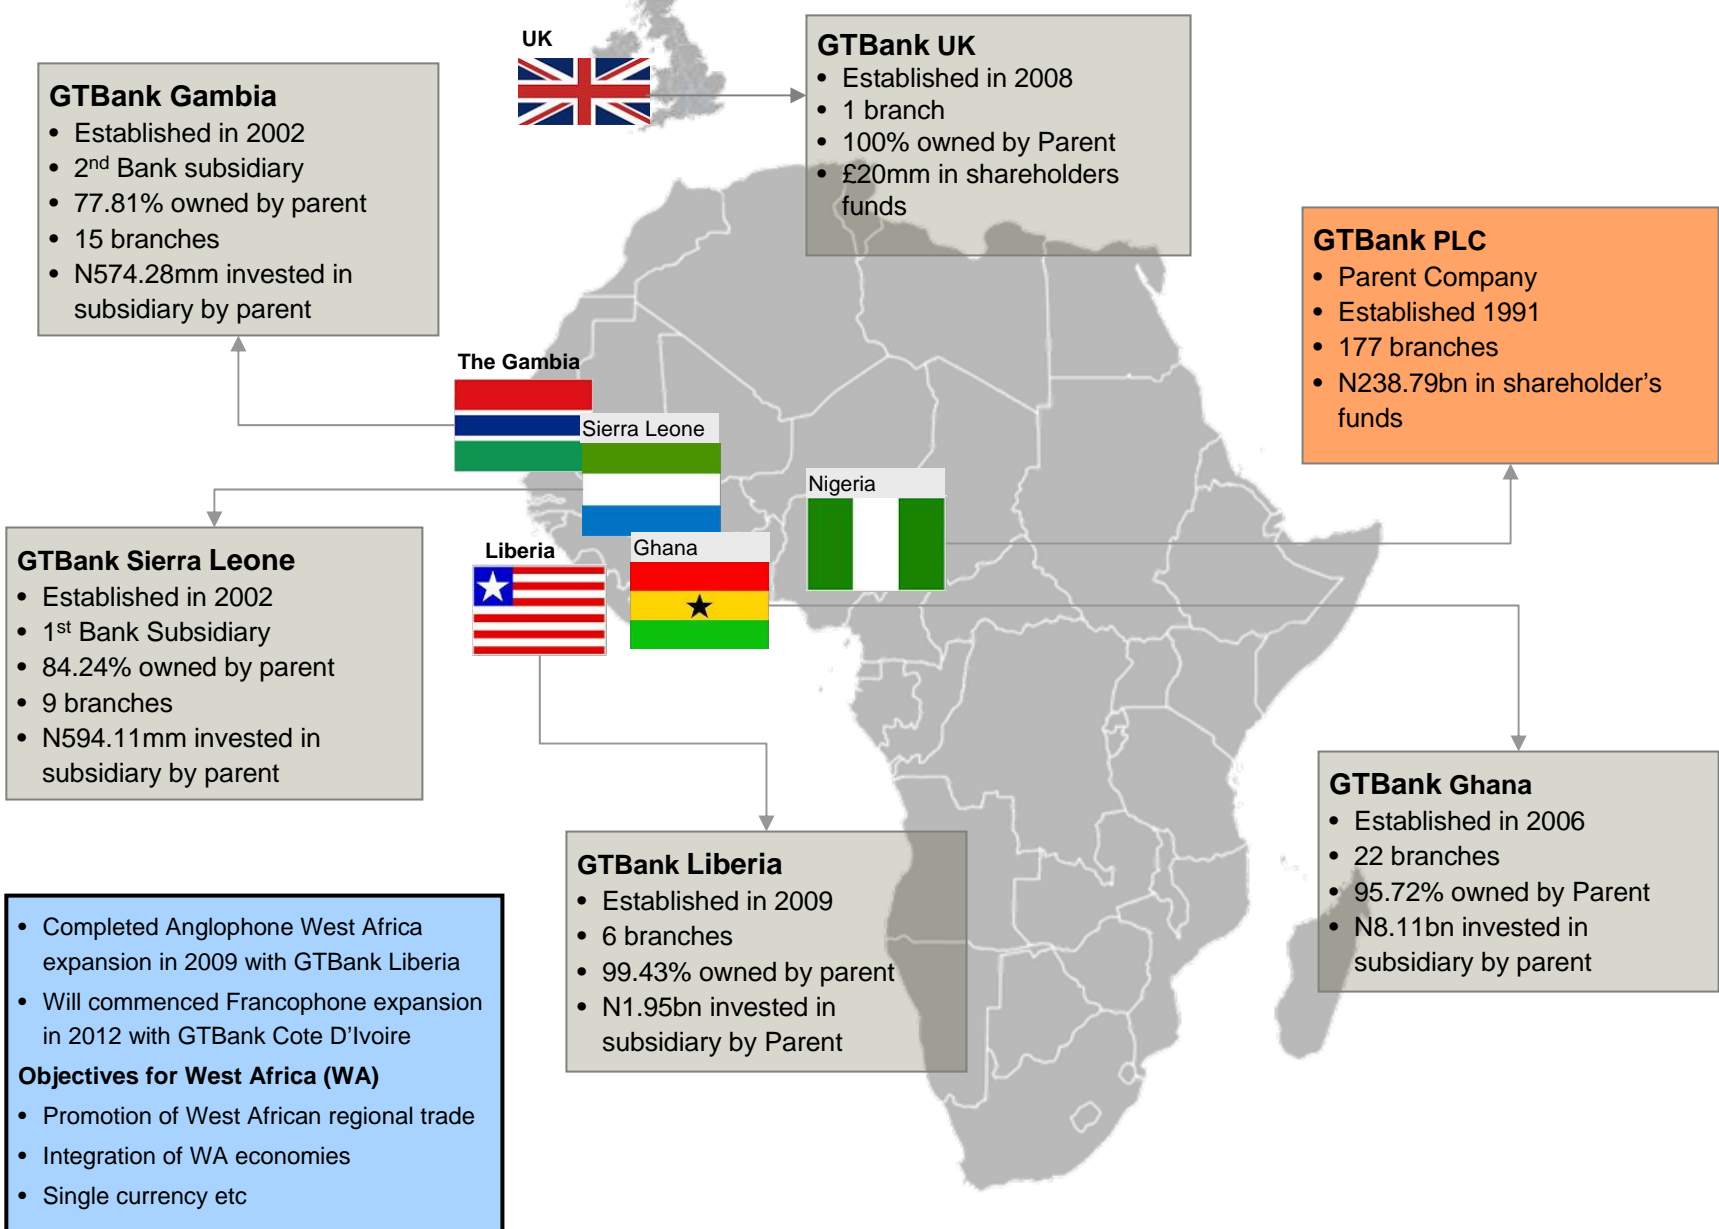 UK
GTBank UK
• Established in 2008
• 1 branch
• 100% owned by Parent
• £20mm in shareholders
funds
GTBank Gambia
• Established in 2002
• 2nd Bank subsidiary
• 77.81% owned by parent
• 15 branches
• N574.28mm invested in
subsidiary by parent
GTBank PLC
• Parent Company
• Established 1991
• 177 branches
• N238.79bn in shareholder's
funds
The Gambia
Sierra Leone
Nigeria
Liberia
Ghana
GTBank Sierra Leone
• Established in 2002
• 1st Bank Subsidiary
• 84.24% owned by parent
• 9 branches
• N594.11mm invested in
subsidiary by parent
GTBank Ghana
• Established in 2006
• 22 branches
• 95.72% owned by Parent
• N8.11bn invested in
subsidiary by parent
GTBank Liberia
• Established in 2009
• 6 branches
• 99.43% owned by parent
• N1.95bn invested in
subsidiary by Parent
• Completed Anglophone West Africa
expansion in 2009 with GTBank Liberia
• Will commenced Francophone expansion
in 2012 with GTBank Cote D'Ivoire
Objectives for West Africa (WA)
• Promotion of West African regional trade
• Integration of WA economies
• Single currency etc